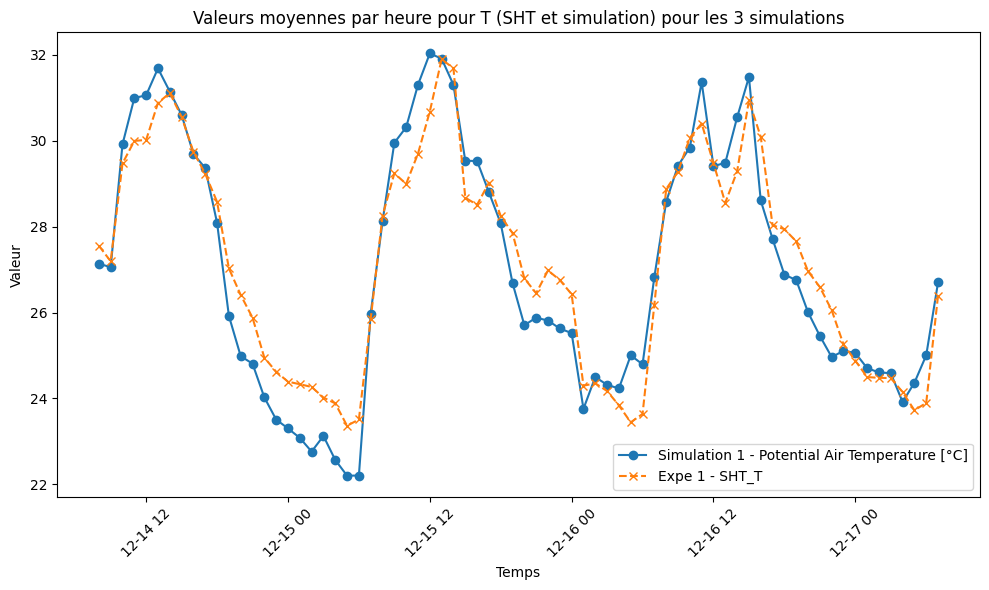 Valeurs moyennes par heure pour T (SHT et simulation) pour les 3 simulations
Valeur
32
30
28
26
24
22
Simulation 1 - Potential Air Temperature [°C]
Expe 1 - SHT_T
12-14 12
12-15 00
12-15 12
12-16 00
12-16 12
12-17 00
Temps